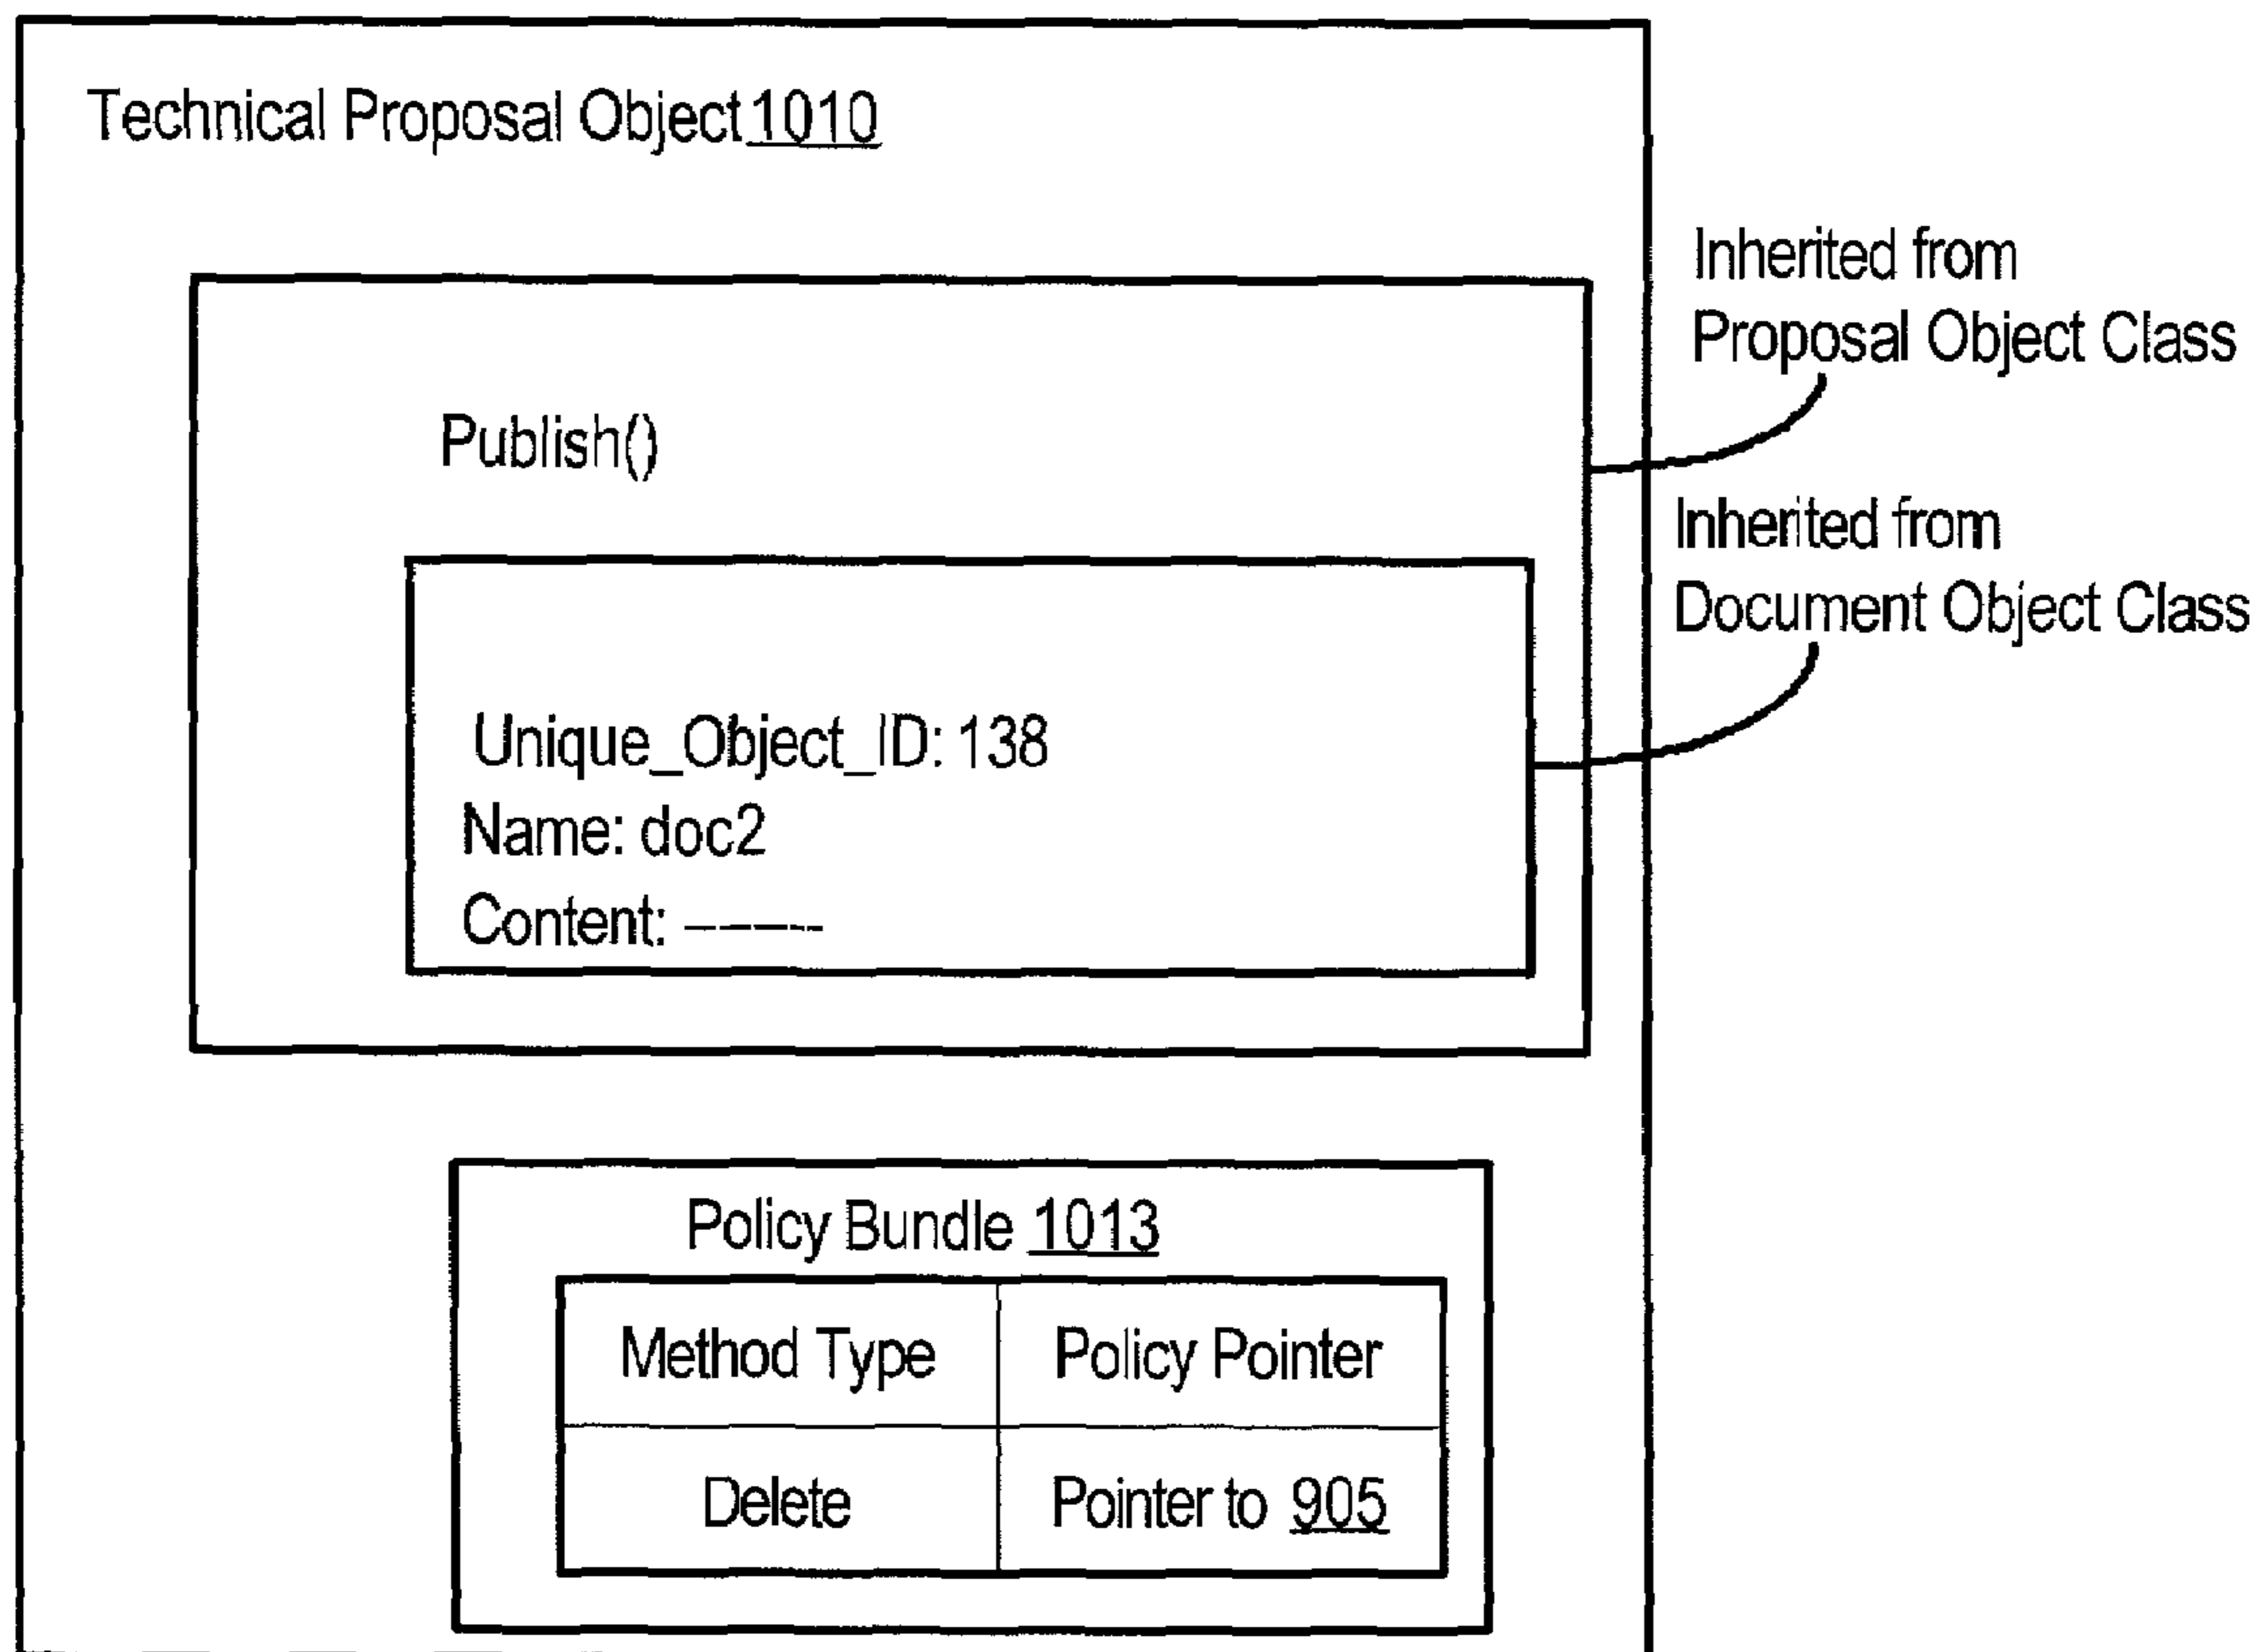 Technical Proposal Object 1010
Inherited from
Proposal Object Class
Publish()
Inherited from
Document Object Class
Unique_Object_ID: 138
Name: doc2
Content: ------
Policy Bundle 1013
Method Type Policy Pointer
Delete Pointer to 905